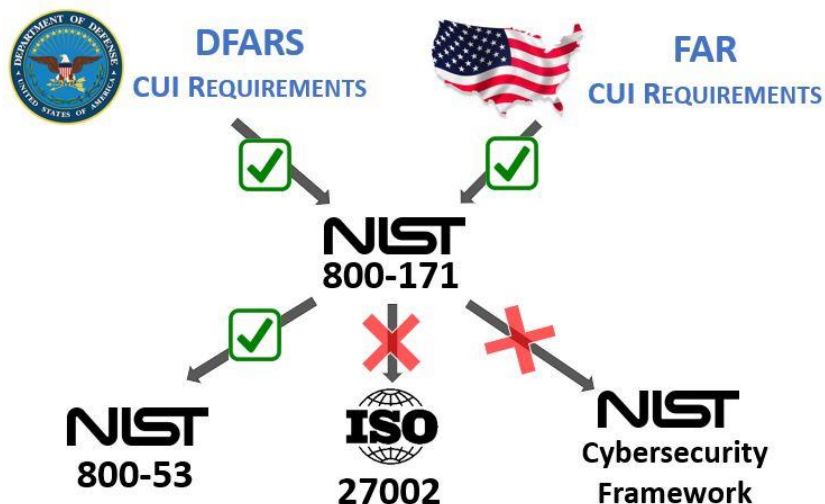 DEPARTMENT OF DEFENSE
UNITED STATES OF AMERICA
DFARS
CUI REQUIREMENTS
FAR
CUI REQUIREMENTS
NIST
800-171
NIST
800-53
ISO
27002
NIST
Cybersecurity
Framework